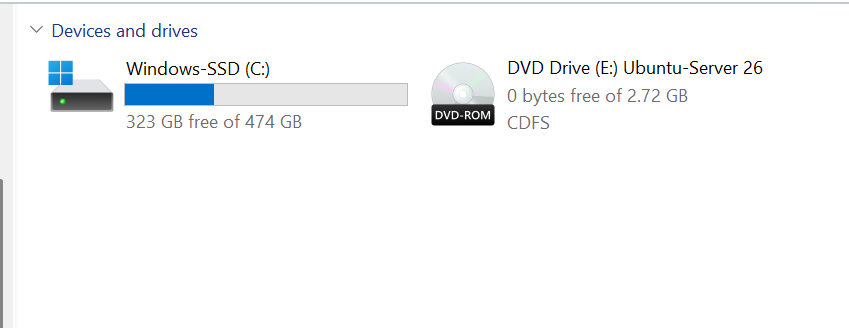 Devices and drives
Windows-SSD (C:)
323 GB free of 474 GB
DVD Drive (E:) Ubuntu-Server 26
0 bytes free of 2.72 GB
CDFS
DVD-ROM